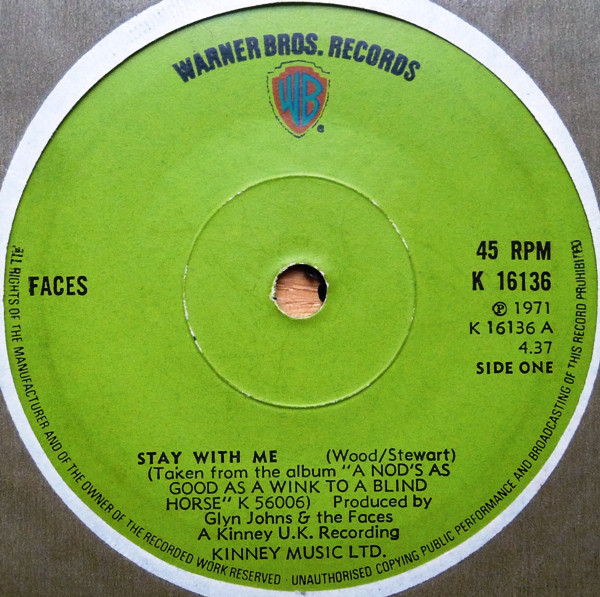 WARNER BROS. RECORDS
WB
FACES
45 RPM
K 16136
Ⓟ 1971
K 16136 A
4.37
SIDE ONE
STAY WITH ME (Wood/Stewart)
(Taken from the album "A NOD'S AS
GOOD AS A WINK TO A BLIND
HORSE" K 56006) Produced by
Glyn Johns & the Faces
A Kinney U.K. Recording
KINNEY MUSIC LTD.
ALL RIGHTS OF THE MANUFACTURER AND OF THE OWNER OF THE RECORDED WORK RESERVED · UNAUTHORISED COPYING PUBLIC PERFORMANCE AND BROADCASTING OF THIS RECORD PROHIBITED